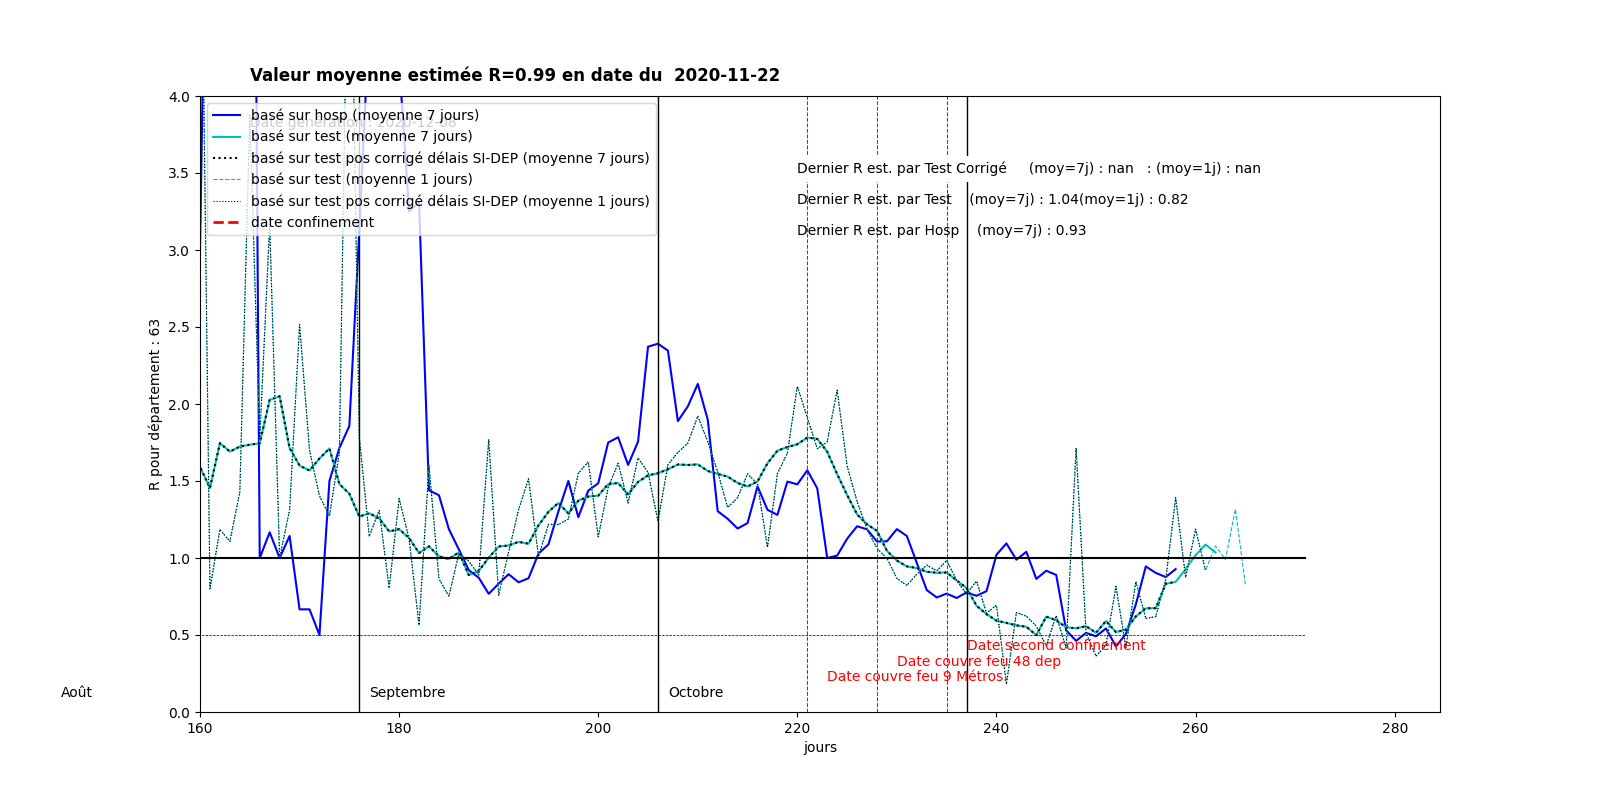 Valeur moyenne estimée R=0.99 en date du  2020-11-22
basé sur hosp (moyenne 7 jours)
Date génération : 2020-12-08
basé sur test (moyenne 7 jours)
basé sur test pos corrigé délais SI-DEP (moyenne 7 jours)
basé sur test (moyenne 1 jours)
basé sur test pos corrigé délais SI-DEP (moyenne 1 jours)
date confinement
Dernier R est. par Test Corrigé     (moy=7j) : nan   : (moy=1j) : nan
Dernier R est. par Test    (moy=7j) : 1.04(moy=1j) : 0.82
Dernier R est. par Hosp    (moy=7j) : 0.93
R pour département : 63
4.0
3.5
3.0
2.5
2.0
1.5
1.0
0.5
0.0
Date second confinement
Date couvre feu 48 dep
Date couvre feu 9 Métros
Août
Septembre
Octobre
160
180
200
220
240
260
280
jours